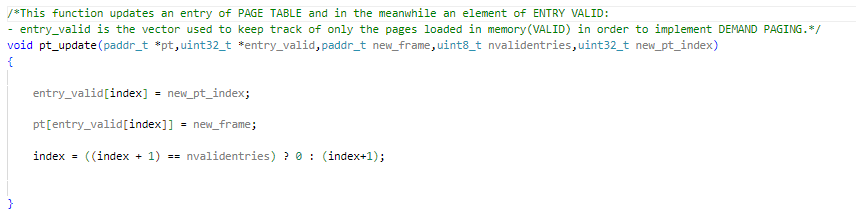 /*This function updates an entry of PAGE TABLE and in the meanwhile an element of ENTRY VALID:
- entry_valid is the vector used to keep track of only the pages loaded in memory(VALID) in order to implement DEMAND PAGING.*/
void pt_update(paddr_t *pt,uint32_t *entry_valid,paddr_t new_frame,uint8_t nvalidentries,uint32_t new_pt_index)
{
entry_valid[index] = new_pt_index;
pt[entry_valid[index]] = new_frame;
index = ((index + 1) == nvalidentries) ? 0 : (index+1);
}